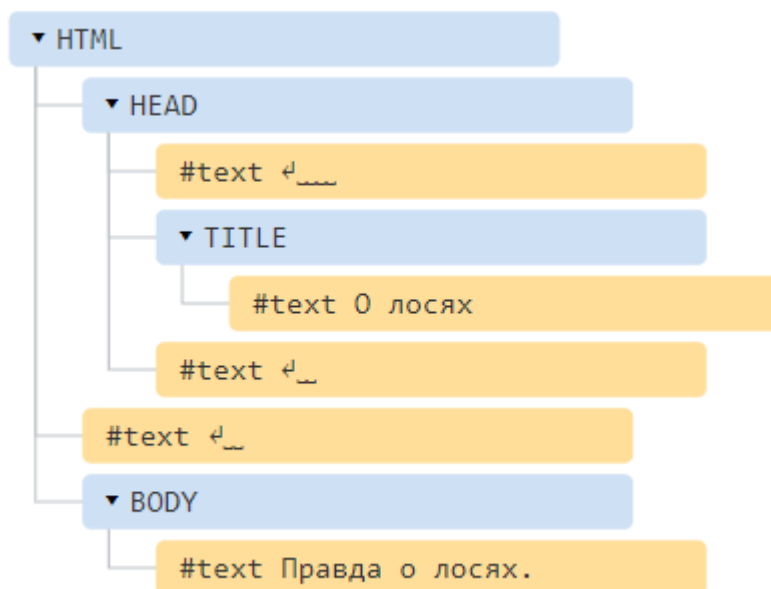 ▾ HTML
▾ HEAD
#text ↵␣␣␣␣
▾ TITLE
#text О лосях
#text ↵␣␣
#text ↵␣␣
▾ BODY
#text Правда о лосях.